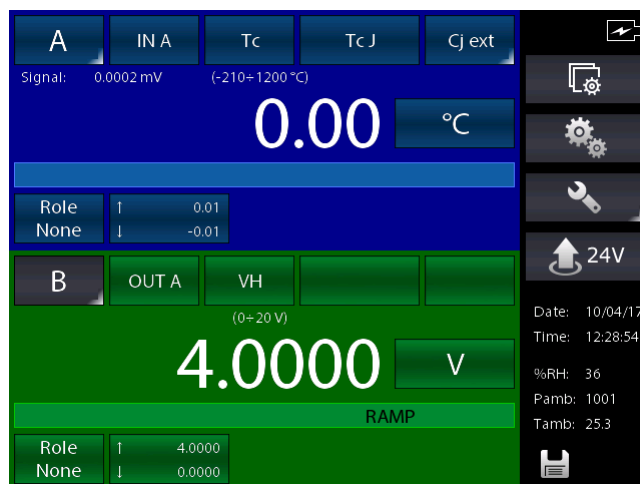 A IN A Tc Tc J Cj ext
Signal: 0.0002 mV (-210÷1200 °C)
0.00 °C
Role None ↑ 0.01
↓ -0.01
24V
B OUT A VH
(0÷20 V)
4.0000 V
RAMP
Role None ↑ 4.0000
↓ 0.0000
Date: 10/04/17
Time: 12:28:54
%RH: 36
Pamb: 1001
Tamb: 25.3